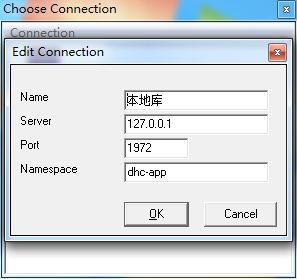 Choose Connection
Connection
Edit Connection
Name
本地库
Server
127.0.0.1
Port
1972
Namespace
dhc-app
OK
Cancel